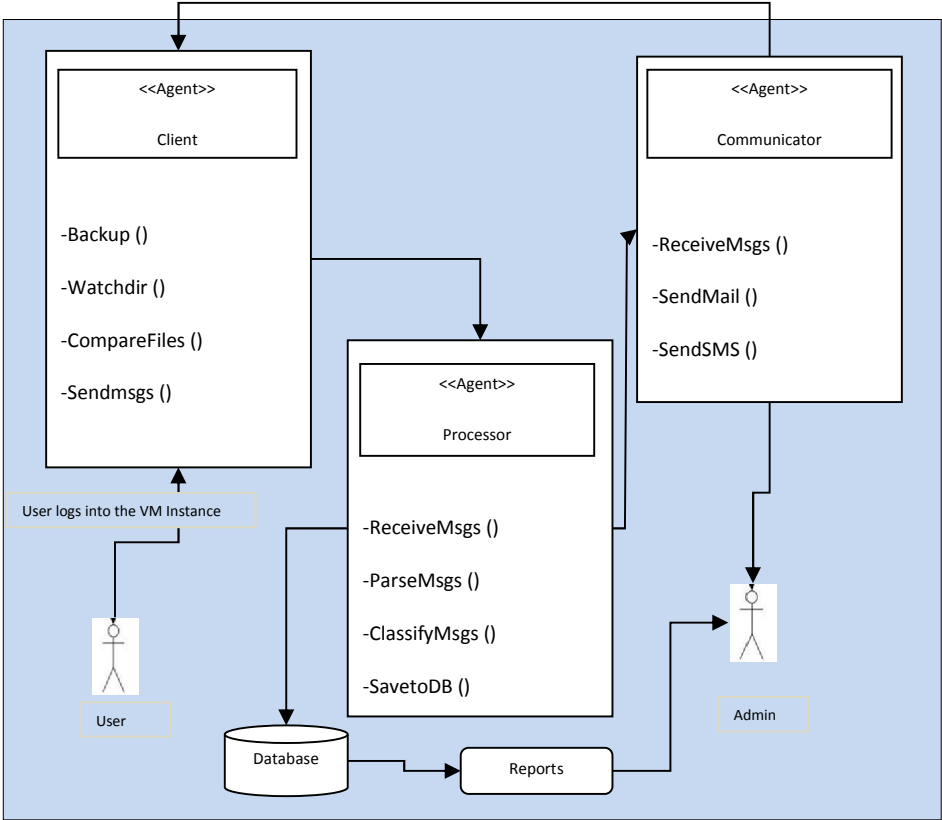 <<Agent>>
Client
-Backup ()
-Watchdir ()
-CompareFiles ()
-Sendmsgs ()
<<Agent>>
Communicator
-ReceiveMsgs ()
-SendMail ()
-SendSMS ()
<<Agent>>
Processor
-ReceiveMsgs ()
-ParseMsgs ()
-ClassifyMsgs ()
-SavetoDB ()
User logs into the VM Instance
User
Admin
Database
Reports